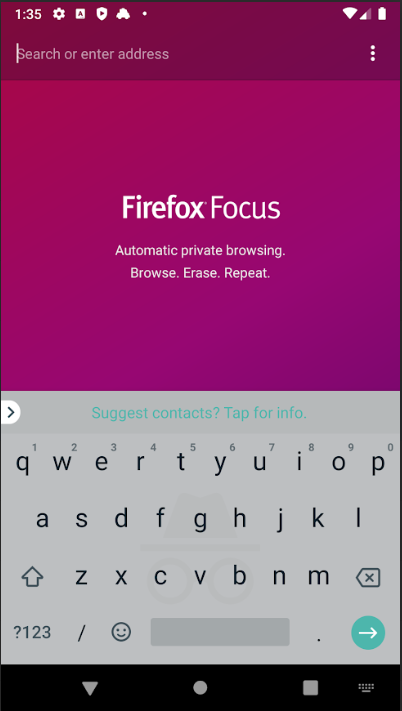 1:35
Search or enter address
Firefox Focus
Automatic private browsing.
Browse. Erase. Repeat.
Suggest contacts? Tap for info.
1 2 3 4 5 6 7 8 9 0
q w e r t y u i o p
a s d f g h j k l
z x c v b n m
?123 / .